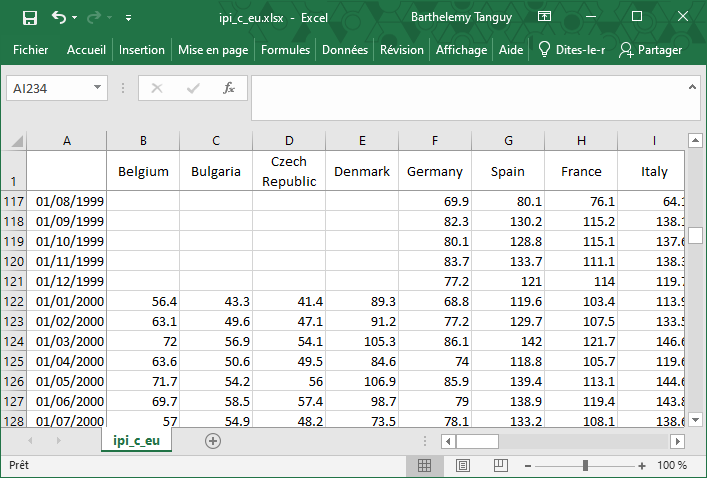 ipi_c_eu.xlsx - Excel Barthelemy Tanguy
Fichier Accueil Insertion Mise en page Formules Données Révision Affichage Aide Dites-le-r Partager
AI234 fx
A B C D E F G H I
1 Belgium Bulgaria Czech Republic Denmark Germany Spain France Italy
117 01/08/1999 69.9 80.1 76.1 64.1
118 01/09/1999 82.3 130.2 115.2 138.1
119 01/10/1999 80.1 128.8 115.1 137.6
120 01/11/1999 83.7 133.7 111.1 138.3
121 01/12/1999 77.2 121 114 119.7
122 01/01/2000 56.4 43.3 41.4 89.3 68.8 119.6 103.4 113.9
123 01/02/2000 63.1 49.6 47.1 91.2 77.2 129.7 107.5 133.5
124 01/03/2000 72 56.9 54.1 105.3 86.1 142 121.7 146.6
125 01/04/2000 63.6 50.6 49.5 84.6 74 118.8 105.7 119.6
126 01/05/2000 71.7 54.2 56 106.9 85.9 139.4 113.1 144.6
127 01/06/2000 69.7 58.5 57.4 98.7 79 138.9 119.4 143.8
128 01/07/2000 57 54.9 48.2 73.5 78.1 133.2 108.1 138.6
ipi_c_eu
Prêt 100 %